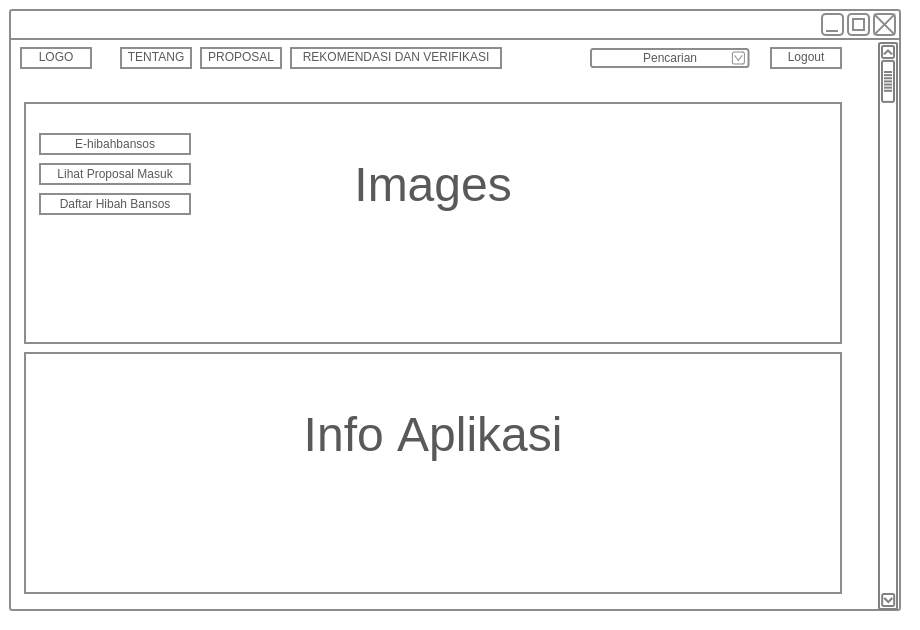 LOGO
TENTANG
PROPOSAL
REKOMENDASI DAN VERIFIKASI
Pencarian
Logout
E-hibahbansos
Lihat Proposal Masuk
Daftar Hibah Bansos
Images
Info Aplikasi